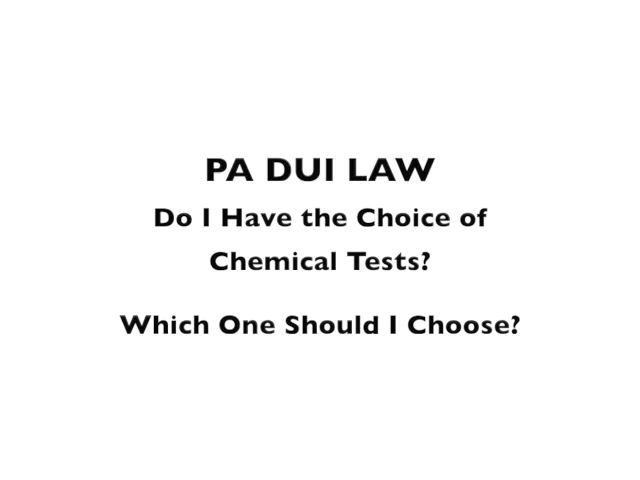 PA DUI LAW
Do I Have the Choice of
Chemical Tests?
Which One Should I Choose?